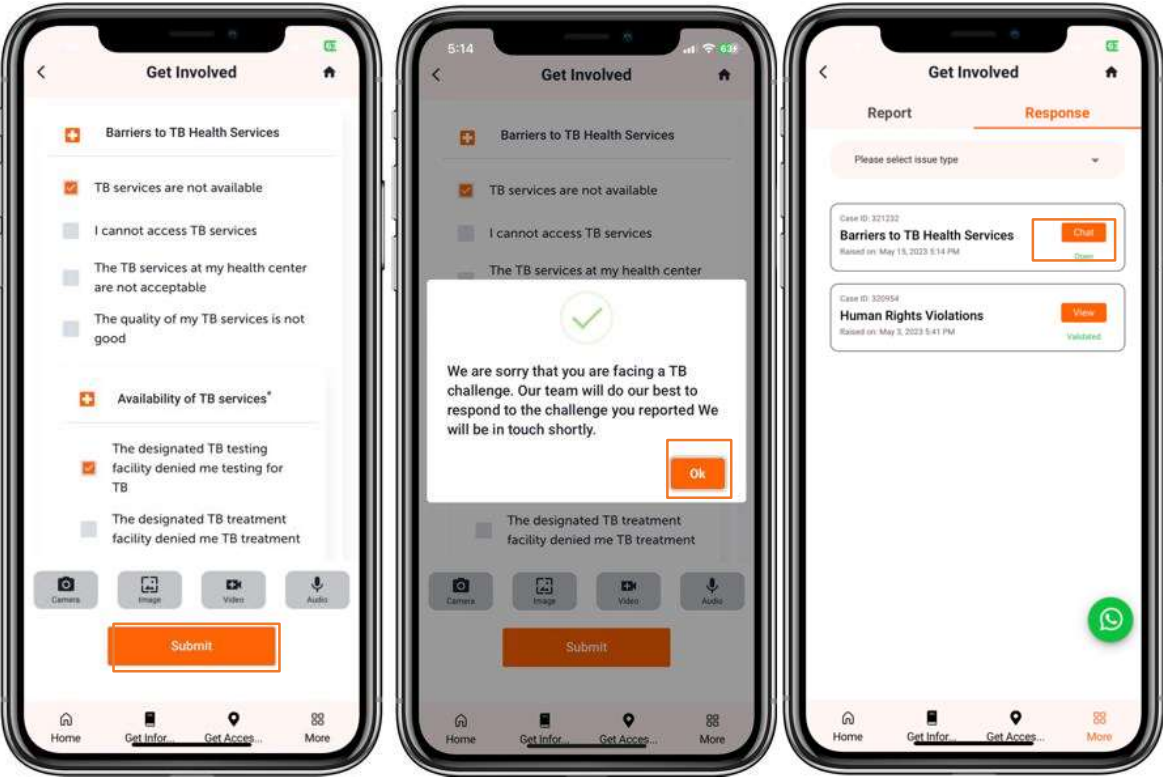 Get Involved
Barriers to TB Health Services
TB services are not available
I cannot access TB services
The TB services at my health center
are not acceptable
The quality of my TB services is not
good
Availability of TB services*
The designated TB testing
facility denied me testing for
TB
The designated TB treatment
facility denied me TB treatment
Camera
Image
Video
Audio
Submit
Home
Get Infor...
Get Acces...
More
5:14
63
Get Involved
Barriers to TB Health Services
TB services are not available
I cannot access TB services
The TB services at my health center
We are sorry that you are facing a TB
challenge. Our team will do our best to
respond to the challenge you reported We
will be in touch shortly.
Ok
The designated TB treatment
facility denied me TB treatment
Camera
Image
Video
Audio
Submit
Home
Get Infor...
Get Acces...
More
Get Involved
Report
Response
Please select issue type
Case ID: 321232
Barriers to TB Health Services
Chat
Raised on: May 15, 2023 5:14 PM
Open
Case ID: 320954
Human Rights Violations
View
Raised on: May 3, 2023 5:41 PM
Validated
Home
Get Infor...
Get Acces...
More